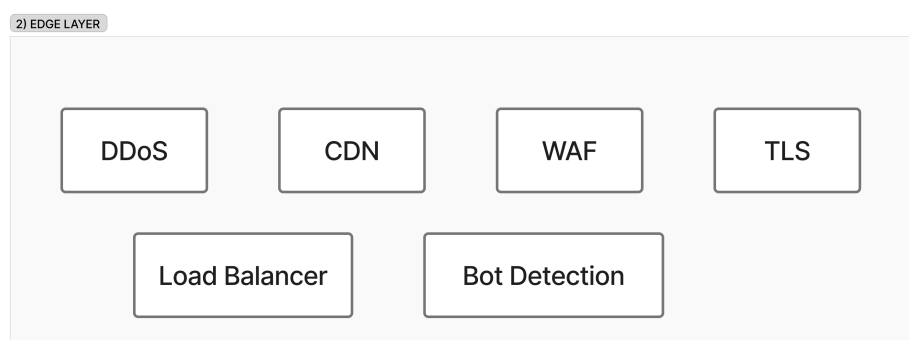 2) EDGE LAYER
DDoS
CDN
WAF
TLS
Load Balancer
Bot Detection